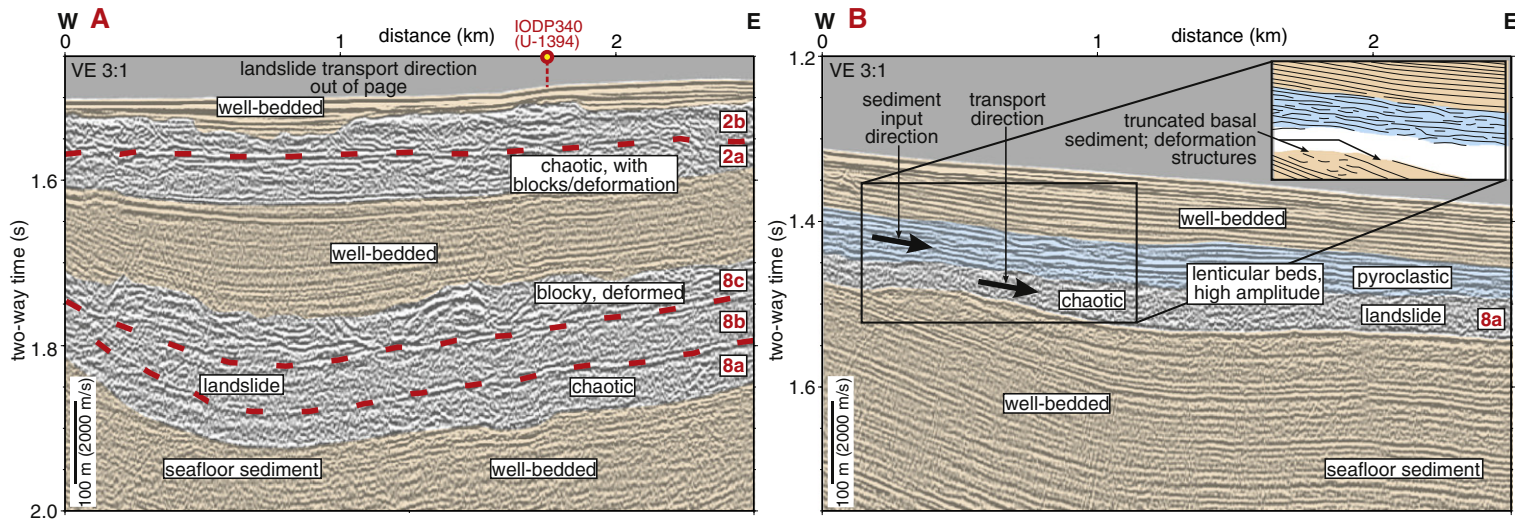 W A
IODP340
(U-1394)
E
0
distance (km)
1
2
VE 3:1
landslide transport direction
out of page
well-bedded
2b
2a
chaotic, with
blocks/deformation
1.6
well-bedded
8c
blocky, deformed
8b
1.8
8a
landslide
chaotic
seafloor sediment
well-bedded
2.0
two-way time (s)
100 m (2000 m/s)
W B
E
0
1
distance (km)
2
1.2
VE 3:1
sediment
input
direction
transport
direction
truncated basal
sediment; deformation
structures
1.4
well-bedded
lenticular beds,
high amplitude
pyroclastic
chaotic
landslide
8a
1.6
well-bedded
seafloor sediment
two-way time (s)
100 m (2000 m/s)